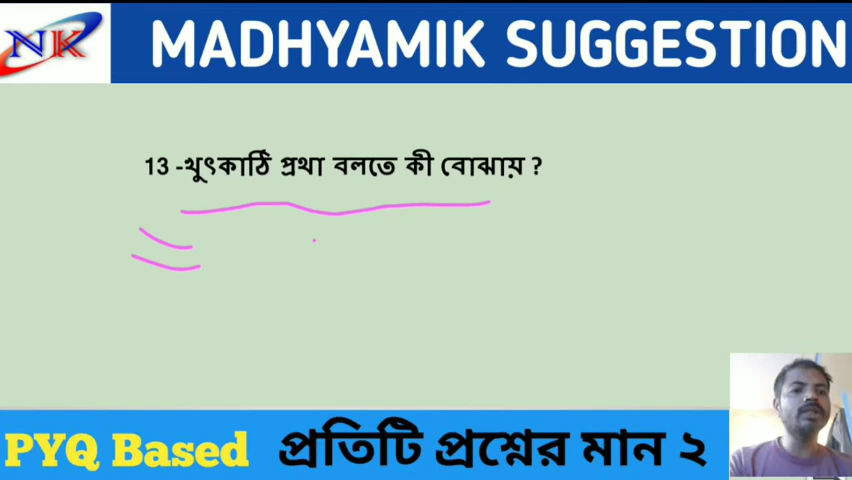 NK
MADHYAMIK SUGGESTION
13 -খুৎকাঠি প্রথা বলতে কী বোঝায় ?
PYQ Based প্রতিটি প্রশ্নের মান ২